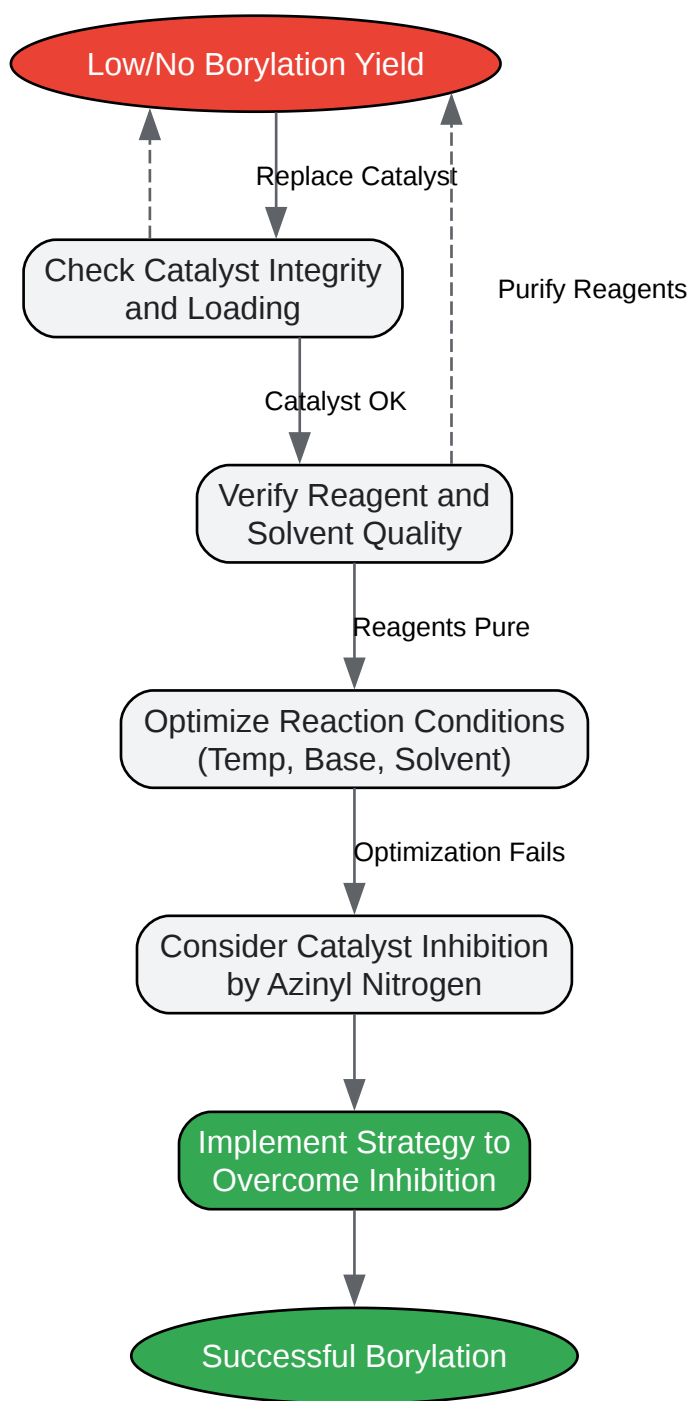 Low/No Borylation Yield
Replace Catalyst
Check Catalyst Integrity
and Loading
Purify Reagents
Catalyst OK
Verify Reagent and
Solvent Quality
Reagents Pure
Optimize Reaction Conditions
(Temp, Base, Solvent)
Optimization Fails
Consider Catalyst Inhibition
by Azinyl Nitrogen
Implement Strategy to
Overcome Inhibition
Successful Borylation